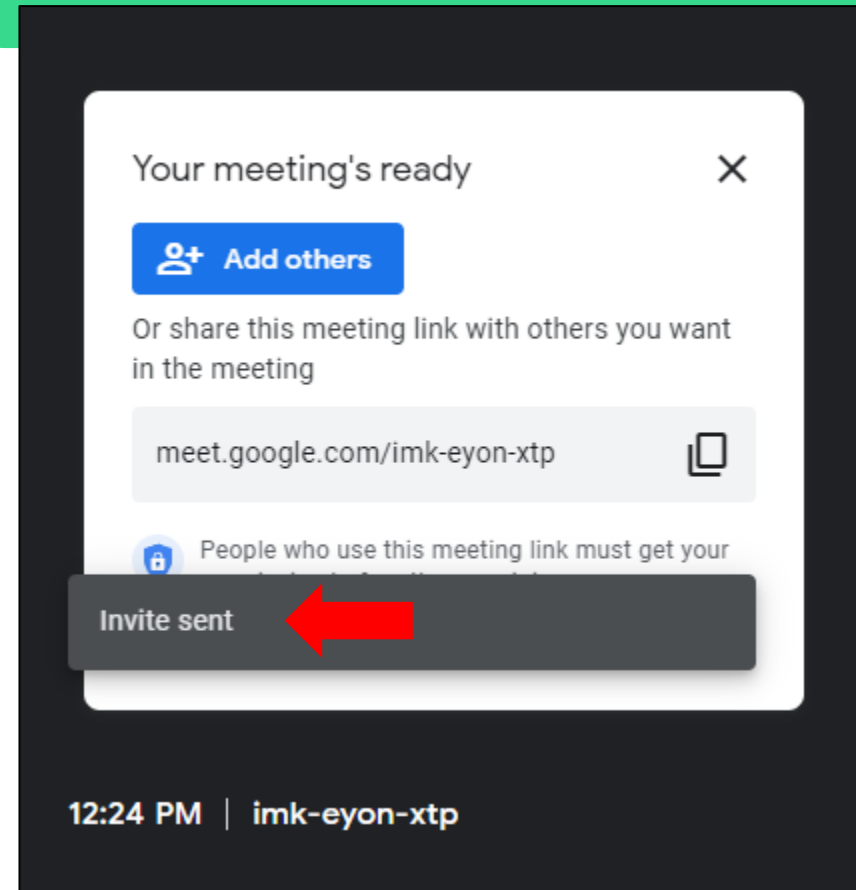 Your meeting's ready
Add others
Or share this meeting link with others you want
in the meeting
meet.google.com/imk-eyon-xtp
People who use this meeting link must get your
Invite sent
12:24 PM | imk-eyon-xtp